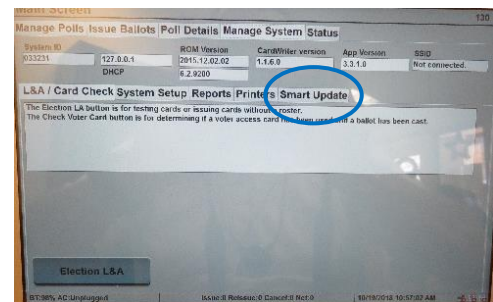 Main Screen
130
Manage Polls Issue Ballots Poll Details Manage System Status
System ID ROM Version CardWriter version App Version SSID
033231 127.0.0.1 2015.12.02.02 1.1.6.0 3.3.1.0 Not connected.
DHCP 6.2.9200
L&A / Card Check System Setup Reports Printers Smart Update
The Election LA button is for testing cards or issuing cards without a roster.
The Check Voter Card button is for determining if a voter access card has been used and a ballot has been cast.
Election L&A
BT:98% AC:Unplugged Issue:0 Reissue:0 Cancel:0 Net:0 10/19/2018 10:57:07 AM